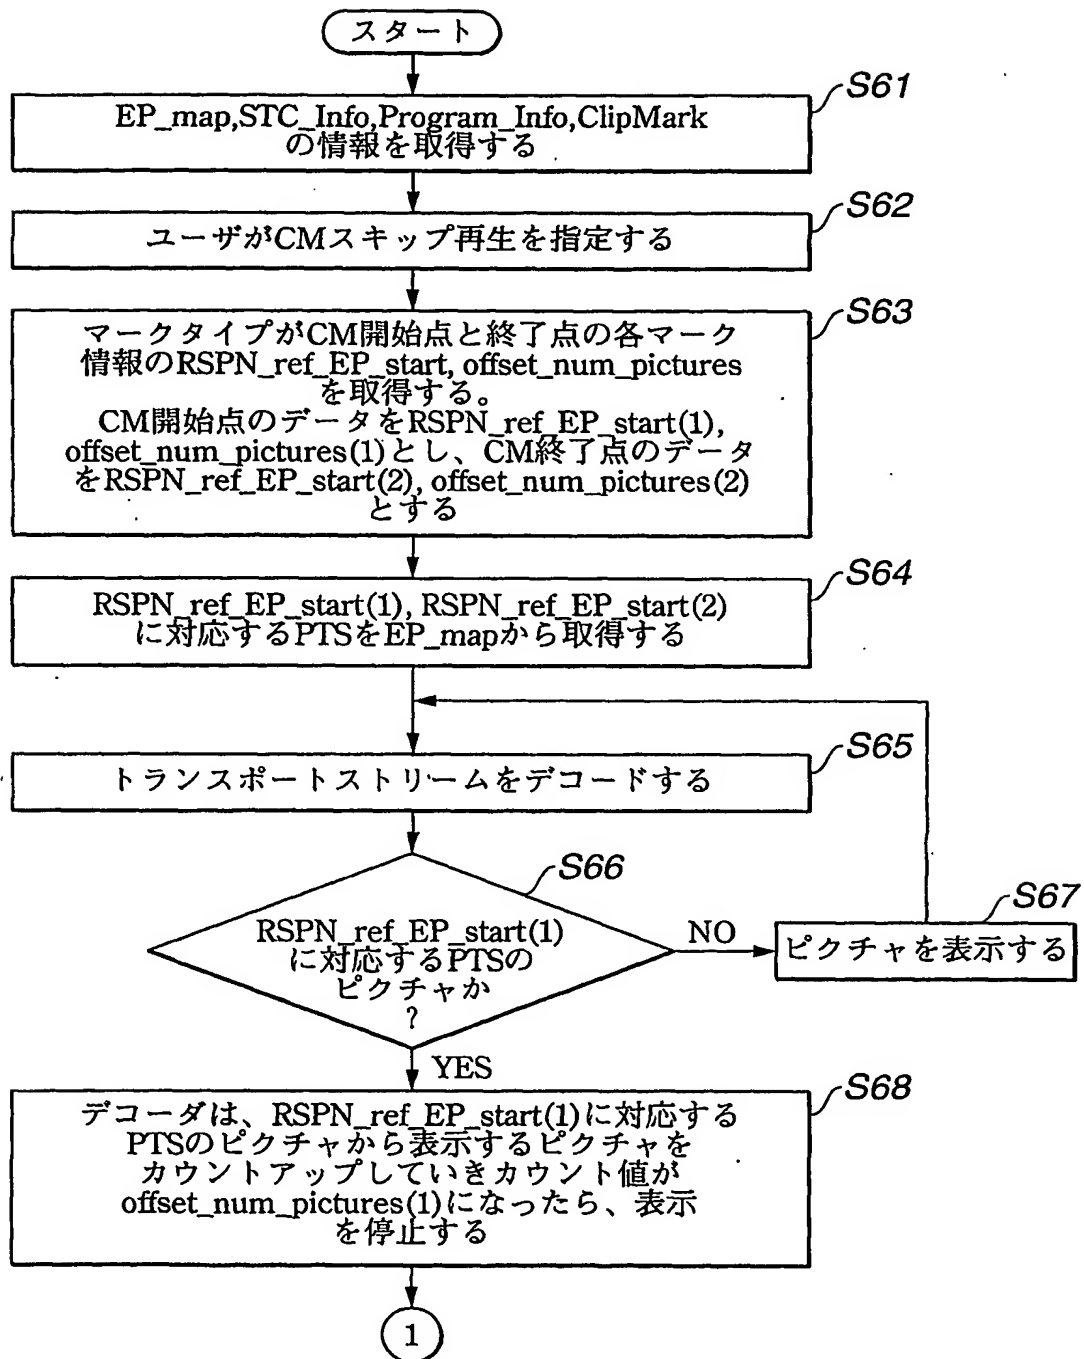 スタート
S61
EP_map,STC_Info,Program_Info,ClipMark
の情報を取得する
S62
ユーザがCMスキップ再生を指定する
S63
マークタイプがCM開始点と終了点の各マーク
情報のRSPN_ref_EP_start, offset_num_pictures
を取得する。
CM開始点のデータをRSPN_ref_EP_start(1),
offset_num_pictures(1)とし、CM終了点のデータ
をRSPN_ref_EP_start(2), offset_num_pictures(2)
とする
S64
RSPN_ref_EP_start(1), RSPN_ref_EP_start(2)
に対応するPTSをEP_mapから取得する
S65
トランスポートストリームをデコードする
S66
RSPN_ref_EP_start(1)
に対応するPTSの
ピクチャか
?
NO
S67
ピクチャを表示する
YES
S68
デコーダは、RSPN_ref_EP_start(1)に対応する
PTSのピクチャから表示するピクチャを
カウントアップしていきカウント値が
offset_num_pictures(1)になったら、表示
を停止する
1